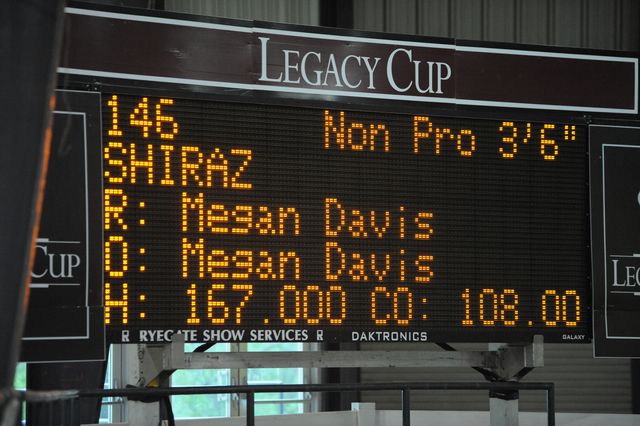 LEGACY CUP
146 Non Pro 3'6"
SHIRAZ
R: Megan Davis
O: Megan Davis
H: 167.000 CO: 108.00
R RYEGATE SHOW SERVICES R DAKTRONICS GALAXY
CUP
LEG